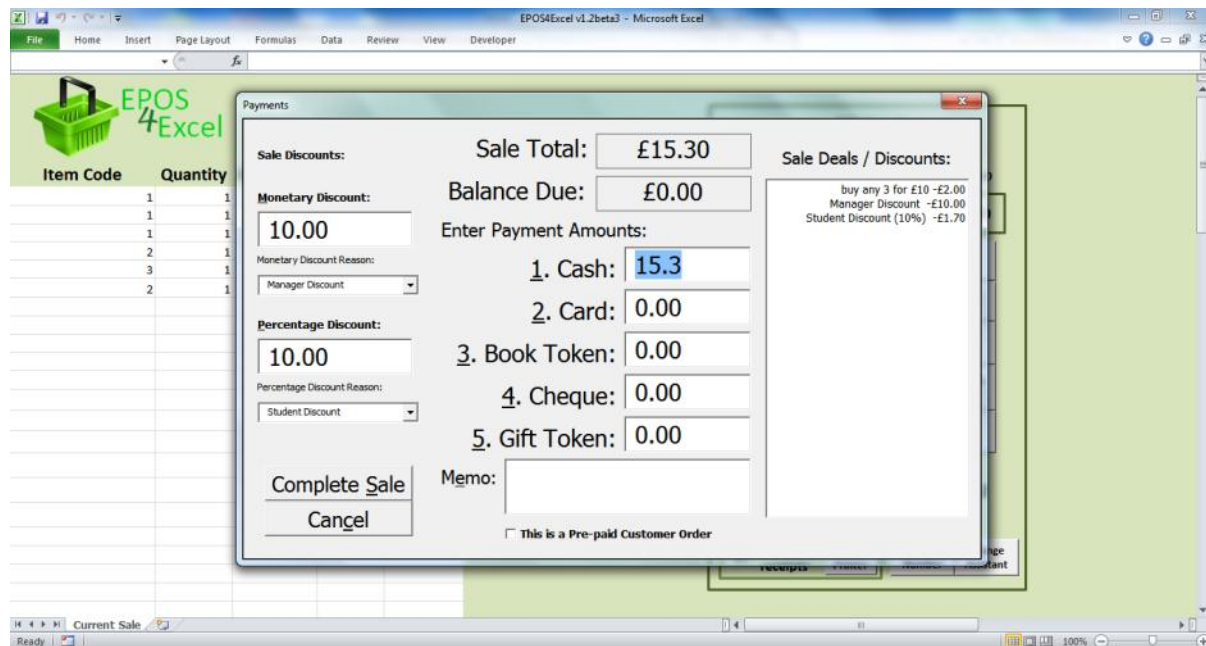 EPOS4Excel v1.2beta3 - Microsoft Excel
File Home Insert Page Layout Formulas Data Review View Developer
fx
EPOS
4Excel
Item Code Quantity
1 1
1 1
1 1
2 1
3 1
2 1
Payments
Sale Discounts:
Monetary Discount:
10.00
Monetary Discount Reason:
Manager Discount
Percentage Discount:
10.00
Percentage Discount Reason:
Student Discount
Complete Sale
Cancel
Sale Total: £15.30
Balance Due: £0.00
Enter Payment Amounts:
1. Cash: 15.3
2. Card: 0.00
3. Book Token: 0.00
4. Cheque: 0.00
5. Gift Token: 0.00
Memo:
This is a Pre-paid Customer Order
Sale Deals / Discounts:
buy any 3 for £10 -£2.00
Manager Discount -£10.00
Student Discount (10%) -£1.70
receipts
Current Sale
Ready 100%